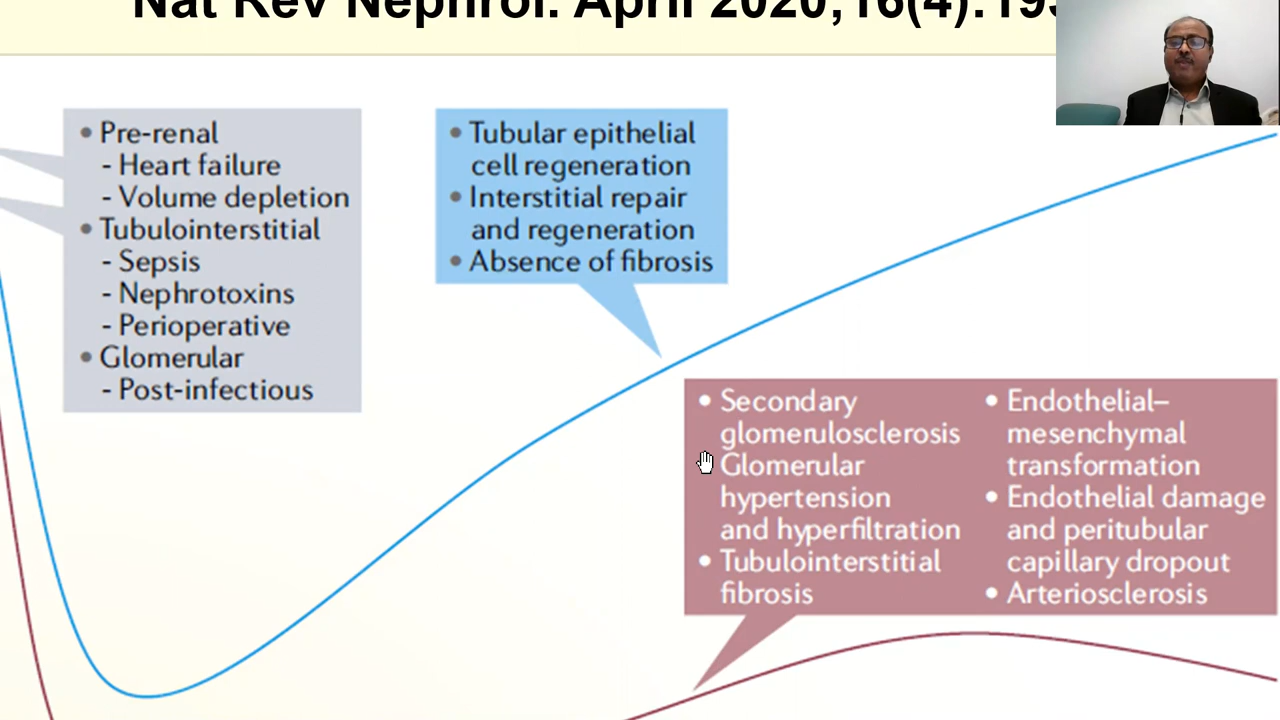 Nat Rev Nephrol. April 2020;16(4):193
• Pre-renal
- Heart failure
- Volume depletion
• Tubulointerstitial
- Sepsis
- Nephrotoxins
- Perioperative
• Glomerular
- Post-infectious
• Tubular epithelial
cell regeneration
• Interstitial repair
and regeneration
• Absence of fibrosis
• Secondary
glomerulosclerosis
Glomerular
hypertension
and hyperfiltration
• Tubulointerstitial
fibrosis
• Endothelial–
mesenchymal
transformation
• Endothelial damage
and peritubular
capillary dropout
• Arteriosclerosis